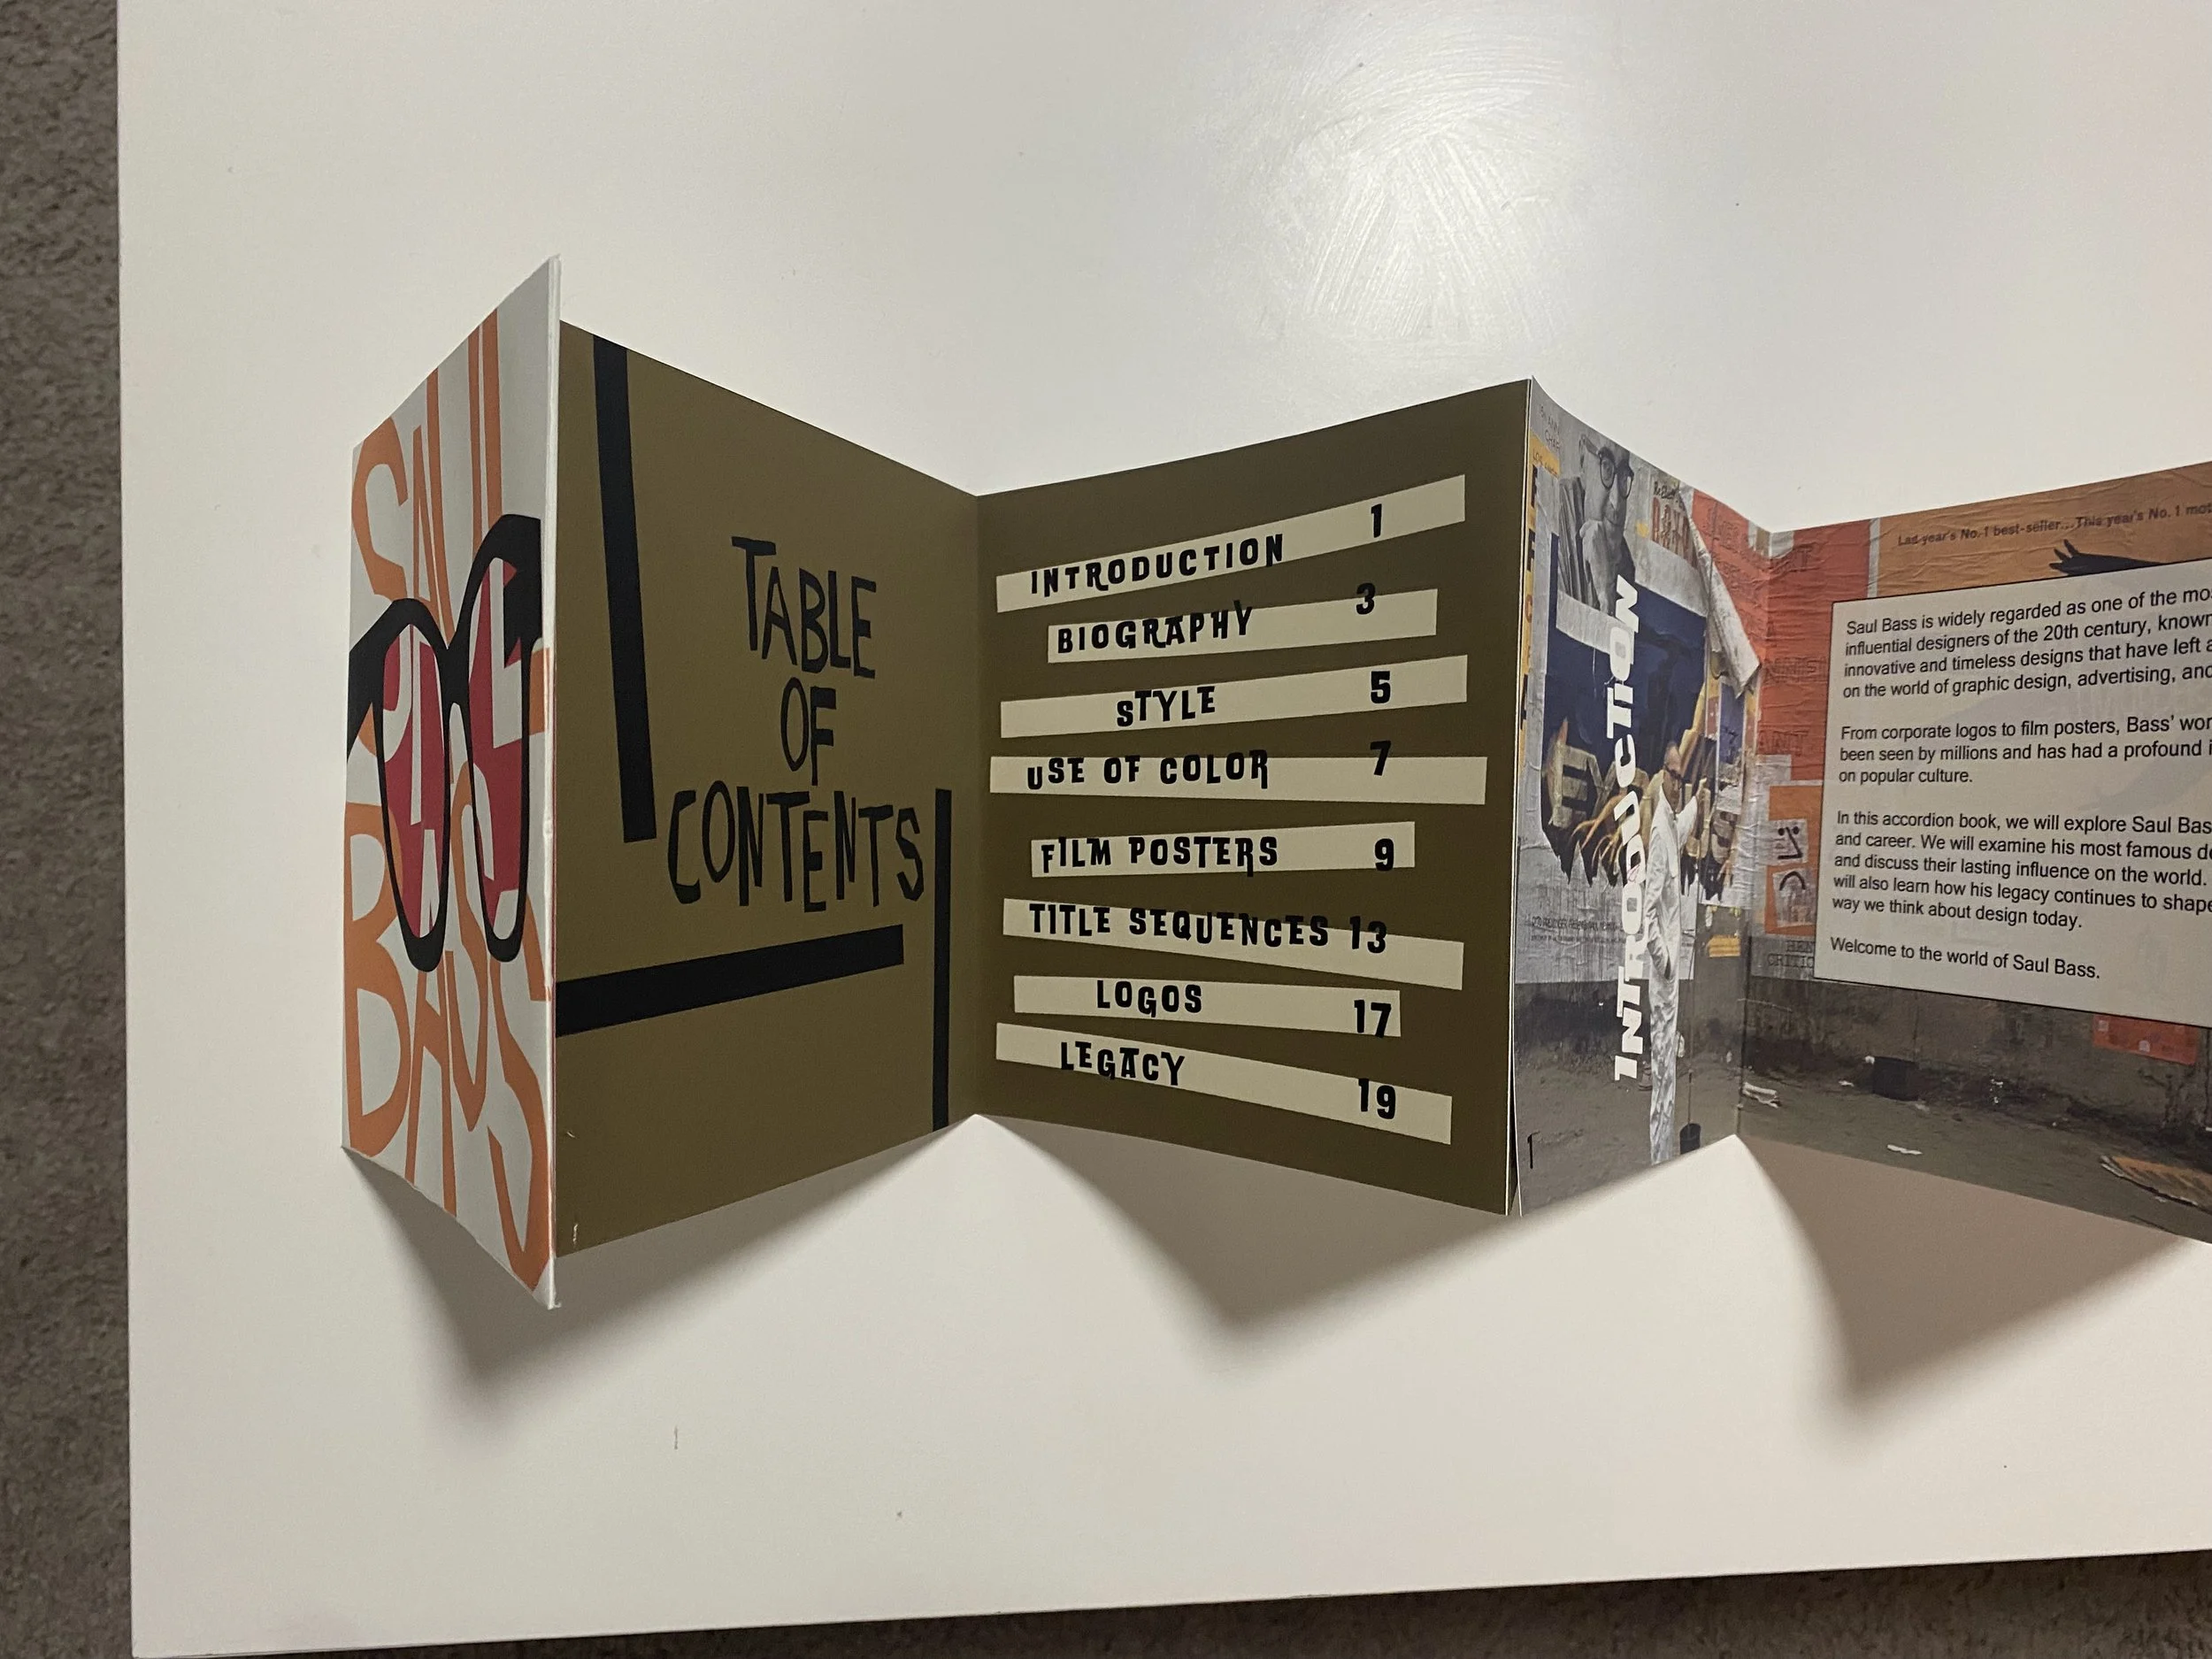 SAUL
BASS
TABLE
OF
CONTENTS
INTRODUCTION 1
BIOGRAPHY 3
STYLE 5
USE OF COLOR 7
FILM POSTERS 9
TITLE SEQUENCES 13
LOGOS 17
LEGACY 19
INTRODUCTION
1
Last year's No. 1 best-seller...This year's No. 1
Saul Bass is widely regarded as one of the
influential designers of the 20th century, known
innovative and timeless designs that have left
on the world of graphic design, advertising, and
From corporate logos to film posters, Bass'
been seen by millions and has had a profound
on popular culture.
In this accordion book, we will explore Saul
and career. We will examine his most famous
and discuss their lasting influence on the world.
will also learn how his legacy continues to shape
way we think about design today.
Welcome to the world of Saul Bass.